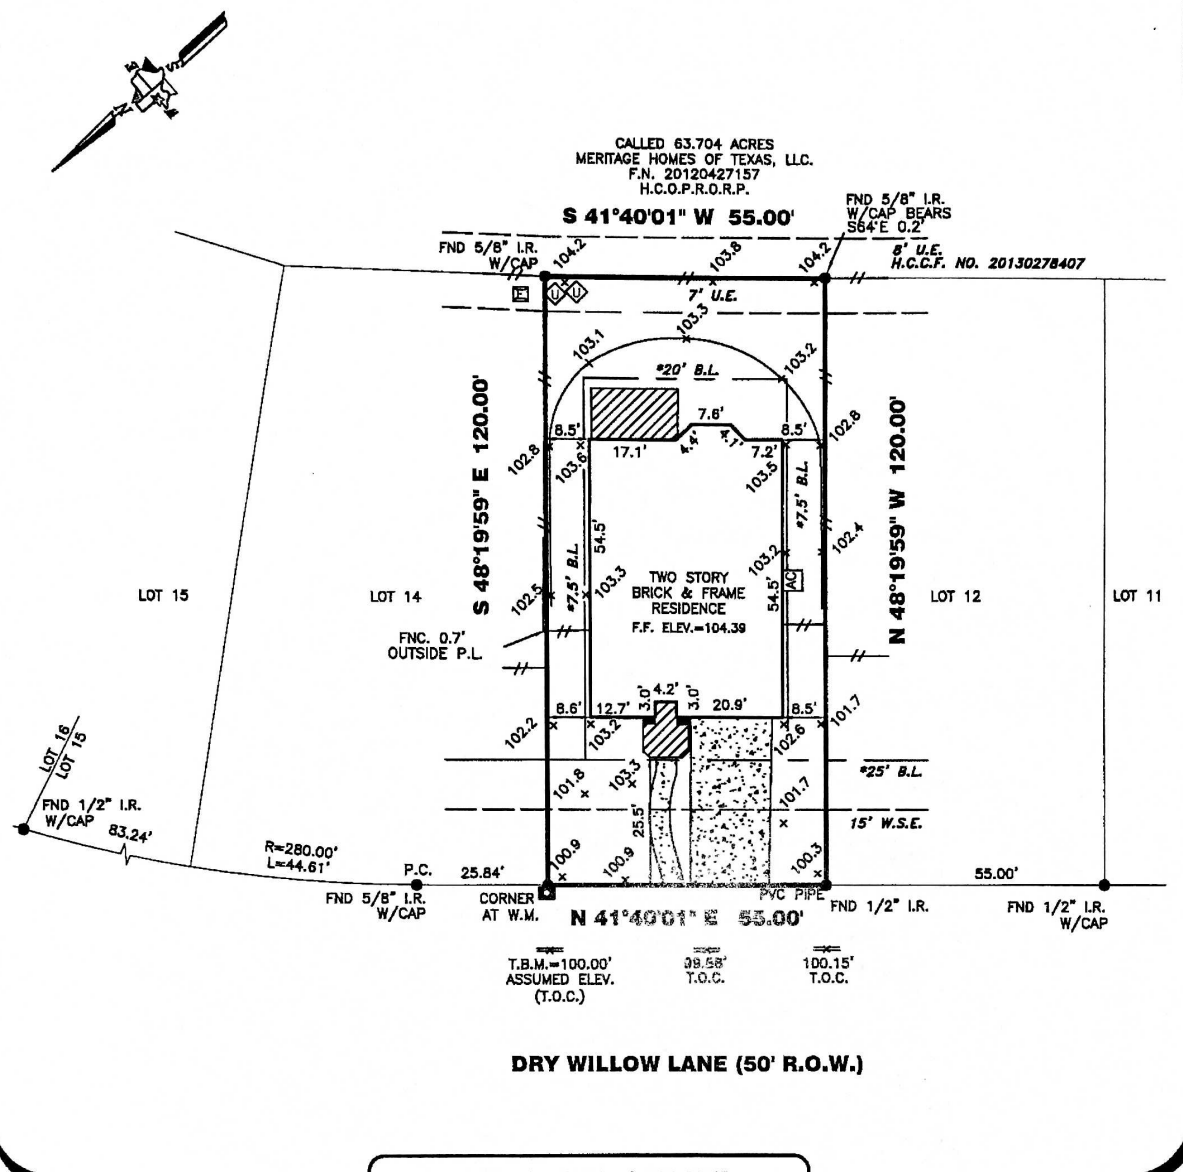 N
S
E
W
CALLED 63.704 ACRES
MERITAGE HOMES OF TEXAS, LLC.
F.N. 20120427157
H.C.O.P.R.O.R.P.
S 41°40'01" W 55.00'
FND 5/8" I.R.
W/CAP BEARS
S64°E 0.2'
FND 5/8" I.R.
W/CAP
104.2
103.8
104.2
8' U.E.
H.C.C.F. NO. 20130278407
E
U
U
7' U.E.
103.3
103.1
103.2
*20' B.L.
S 48°19'59" E 120.00'
N 48°19'59" W 120.00'
7.6'
8.5'
8.5'
102.8
102.8
103.6
17.1'
4.4'
4.1'
7.2'
103.5
*7.5' B.L.
54.5'
102.4
103.2
*7.5' B.L.
103.3
102.5
54.5'
AC
TWO STORY
BRICK & FRAME
RESIDENCE
F.F. ELEV.=104.39
LOT 15
LOT 14
LOT 12
LOT 11
FNC. 0.7'
OUTSIDE P.L.
4.2'
3.0'
3.0'
8.6'
12.7'
20.9'
8.5'
101.7
102.2
103.2
102.6
LOT 16
LOT 15
101.8
103.3
101.7
*25' B.L.
15' W.S.E.
25.5'
FND 1/2" I.R.
W/CAP
83.24'
R=280.00'
L=44.61'
P.C.
25.84'
100.9
100.9
100.3
55.00'
FND 5/8" I.R.
W/CAP
CORNER
AT W.M.
PVC PIPE
FND 1/2" I.R.
FND 1/2" I.R.
W/CAP
N 41°40'01" E 55.00'
T.B.M.=100.00'
ASSUMED ELEV.
(T.O.C.)
T.O.C.
100.15'
T.O.C.
DRY WILLOW LANE (50' R.O.W.)